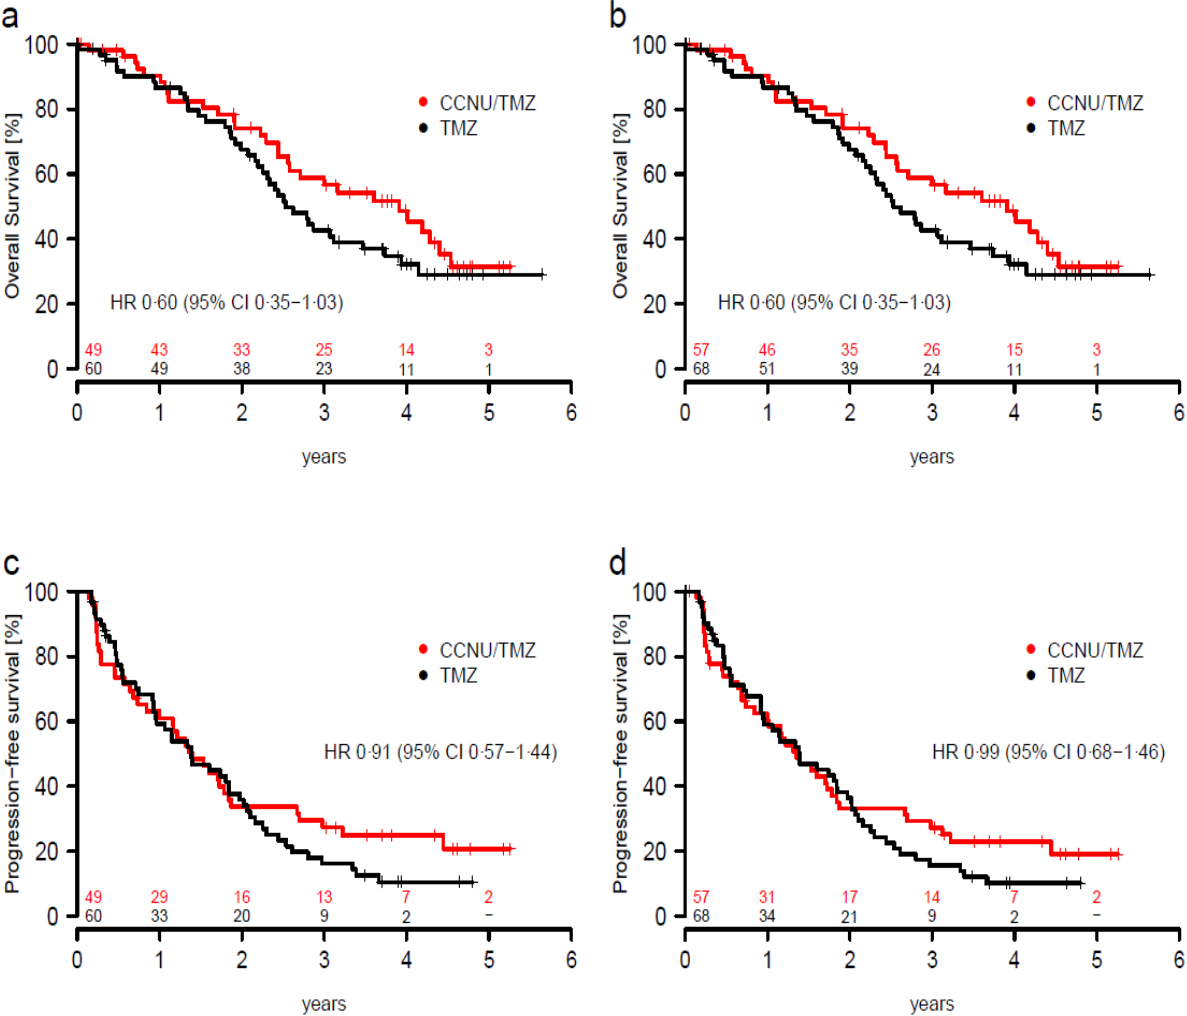 a
Overall Survival [%]
100
80
60
40
20
0
CCNU/TMZ
TMZ
HR 0·60 (95% CI 0·35−1·03)
49 43 33 25 14 3
60 49 38 23 11 1
0 1 2 3 4 5 6
years
b
Overall Survival [%]
100
80
60
40
20
0
CCNU/TMZ
TMZ
HR 0·60 (95% CI 0·35−1·03)
57 46 35 26 15 3
68 51 39 24 11 1
0 1 2 3 4 5 6
years
c
Progression−free survival [%]
100
80
60
40
20
0
CCNU/TMZ
TMZ
HR 0·91 (95% CI 0·57−1·44)
49 29 16 13 7 2
60 33 20 9 2 −
0 1 2 3 4 5 6
years
d
Progression−free survival [%]
100
80
60
40
20
0
CCNU/TMZ
TMZ
HR 0·99 (95% CI 0·68−1·46)
57 31 17 14 7 2
68 34 21 9 2 −
0 1 2 3 4 5 6
years